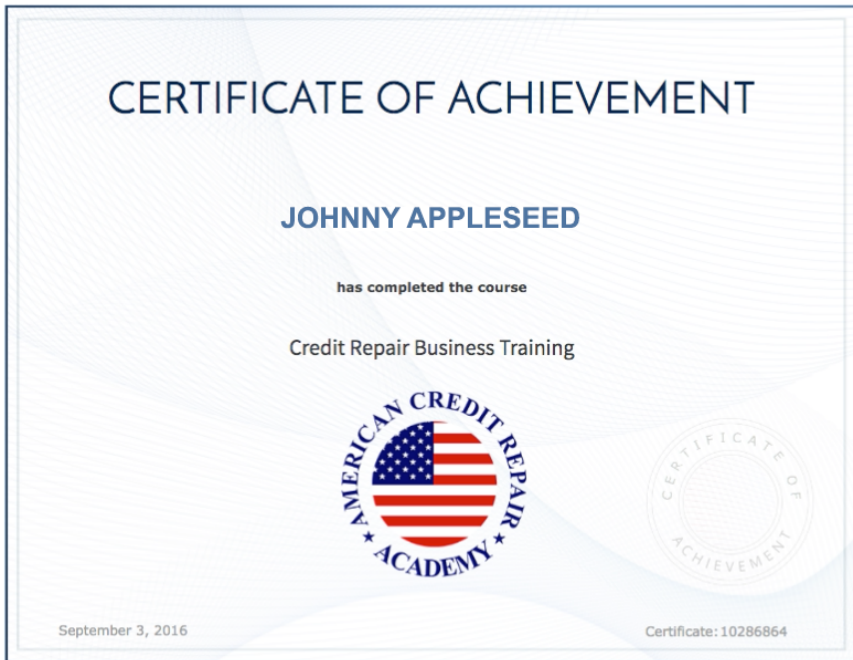 CERTIFICATE OF ACHIEVEMENT
JOHNNY APPLESEED
has completed the course
Credit Repair Business Training
AMERICAN CREDIT REPAIR
★ ACADEMY ★
CERTIFICATE OF
ACHIEVEMENT
September 3, 2016
Certificate: 10286864